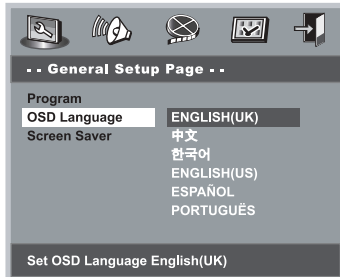 - - General Setup Page - -
Program
OSD Language
Screen Saver
ENGLISH(UK)
中文
한국어
ENGLISH(US)
ESPAÑOL
PORTUGUËS
Set OSD Language English(UK)